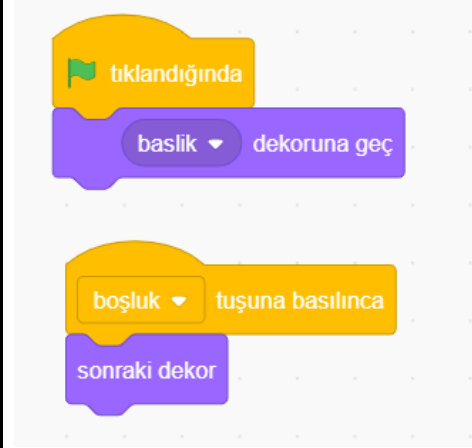 tıklandığında
baslik dekoruna geç
boşluk tuşuna basılınca
sonraki dekor